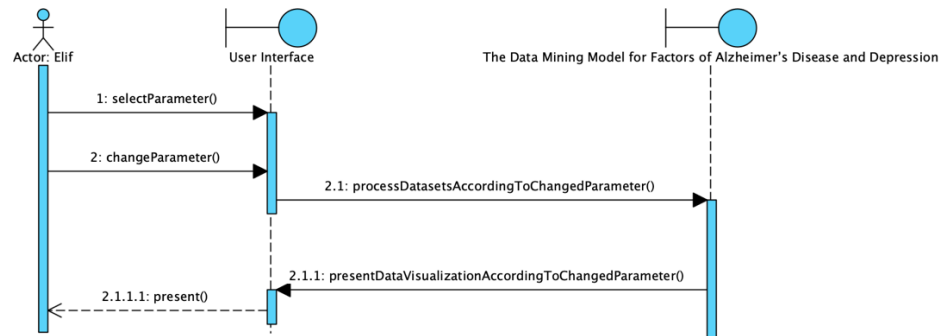 Actor: Elif
User Interface
The Data Mining Model for Factors of Alzheimer's Disease and Depression
1: selectParameter()
2: changeParameter()
2.1: processDatasetsAccordingToChangedParameter()
2.1.1: presentDataVisualizationAccordingToChangedParameter()
2.1.1.1: present()